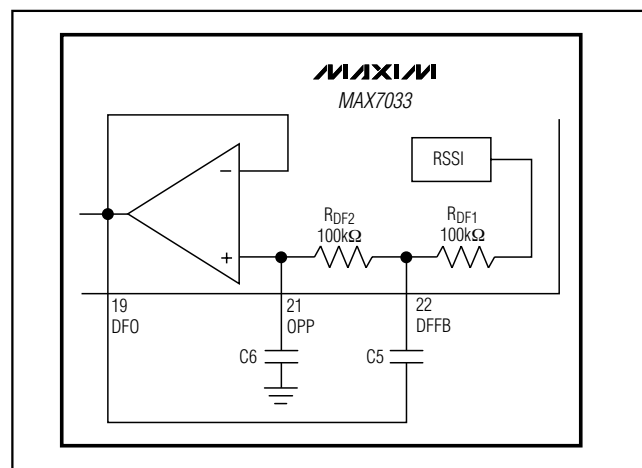 MAXIM
MAX7033
RSSI
−
+
RDF2
100kΩ
RDF1
100kΩ
19
DFO
21
OPP
22
DFFB
C6
C5